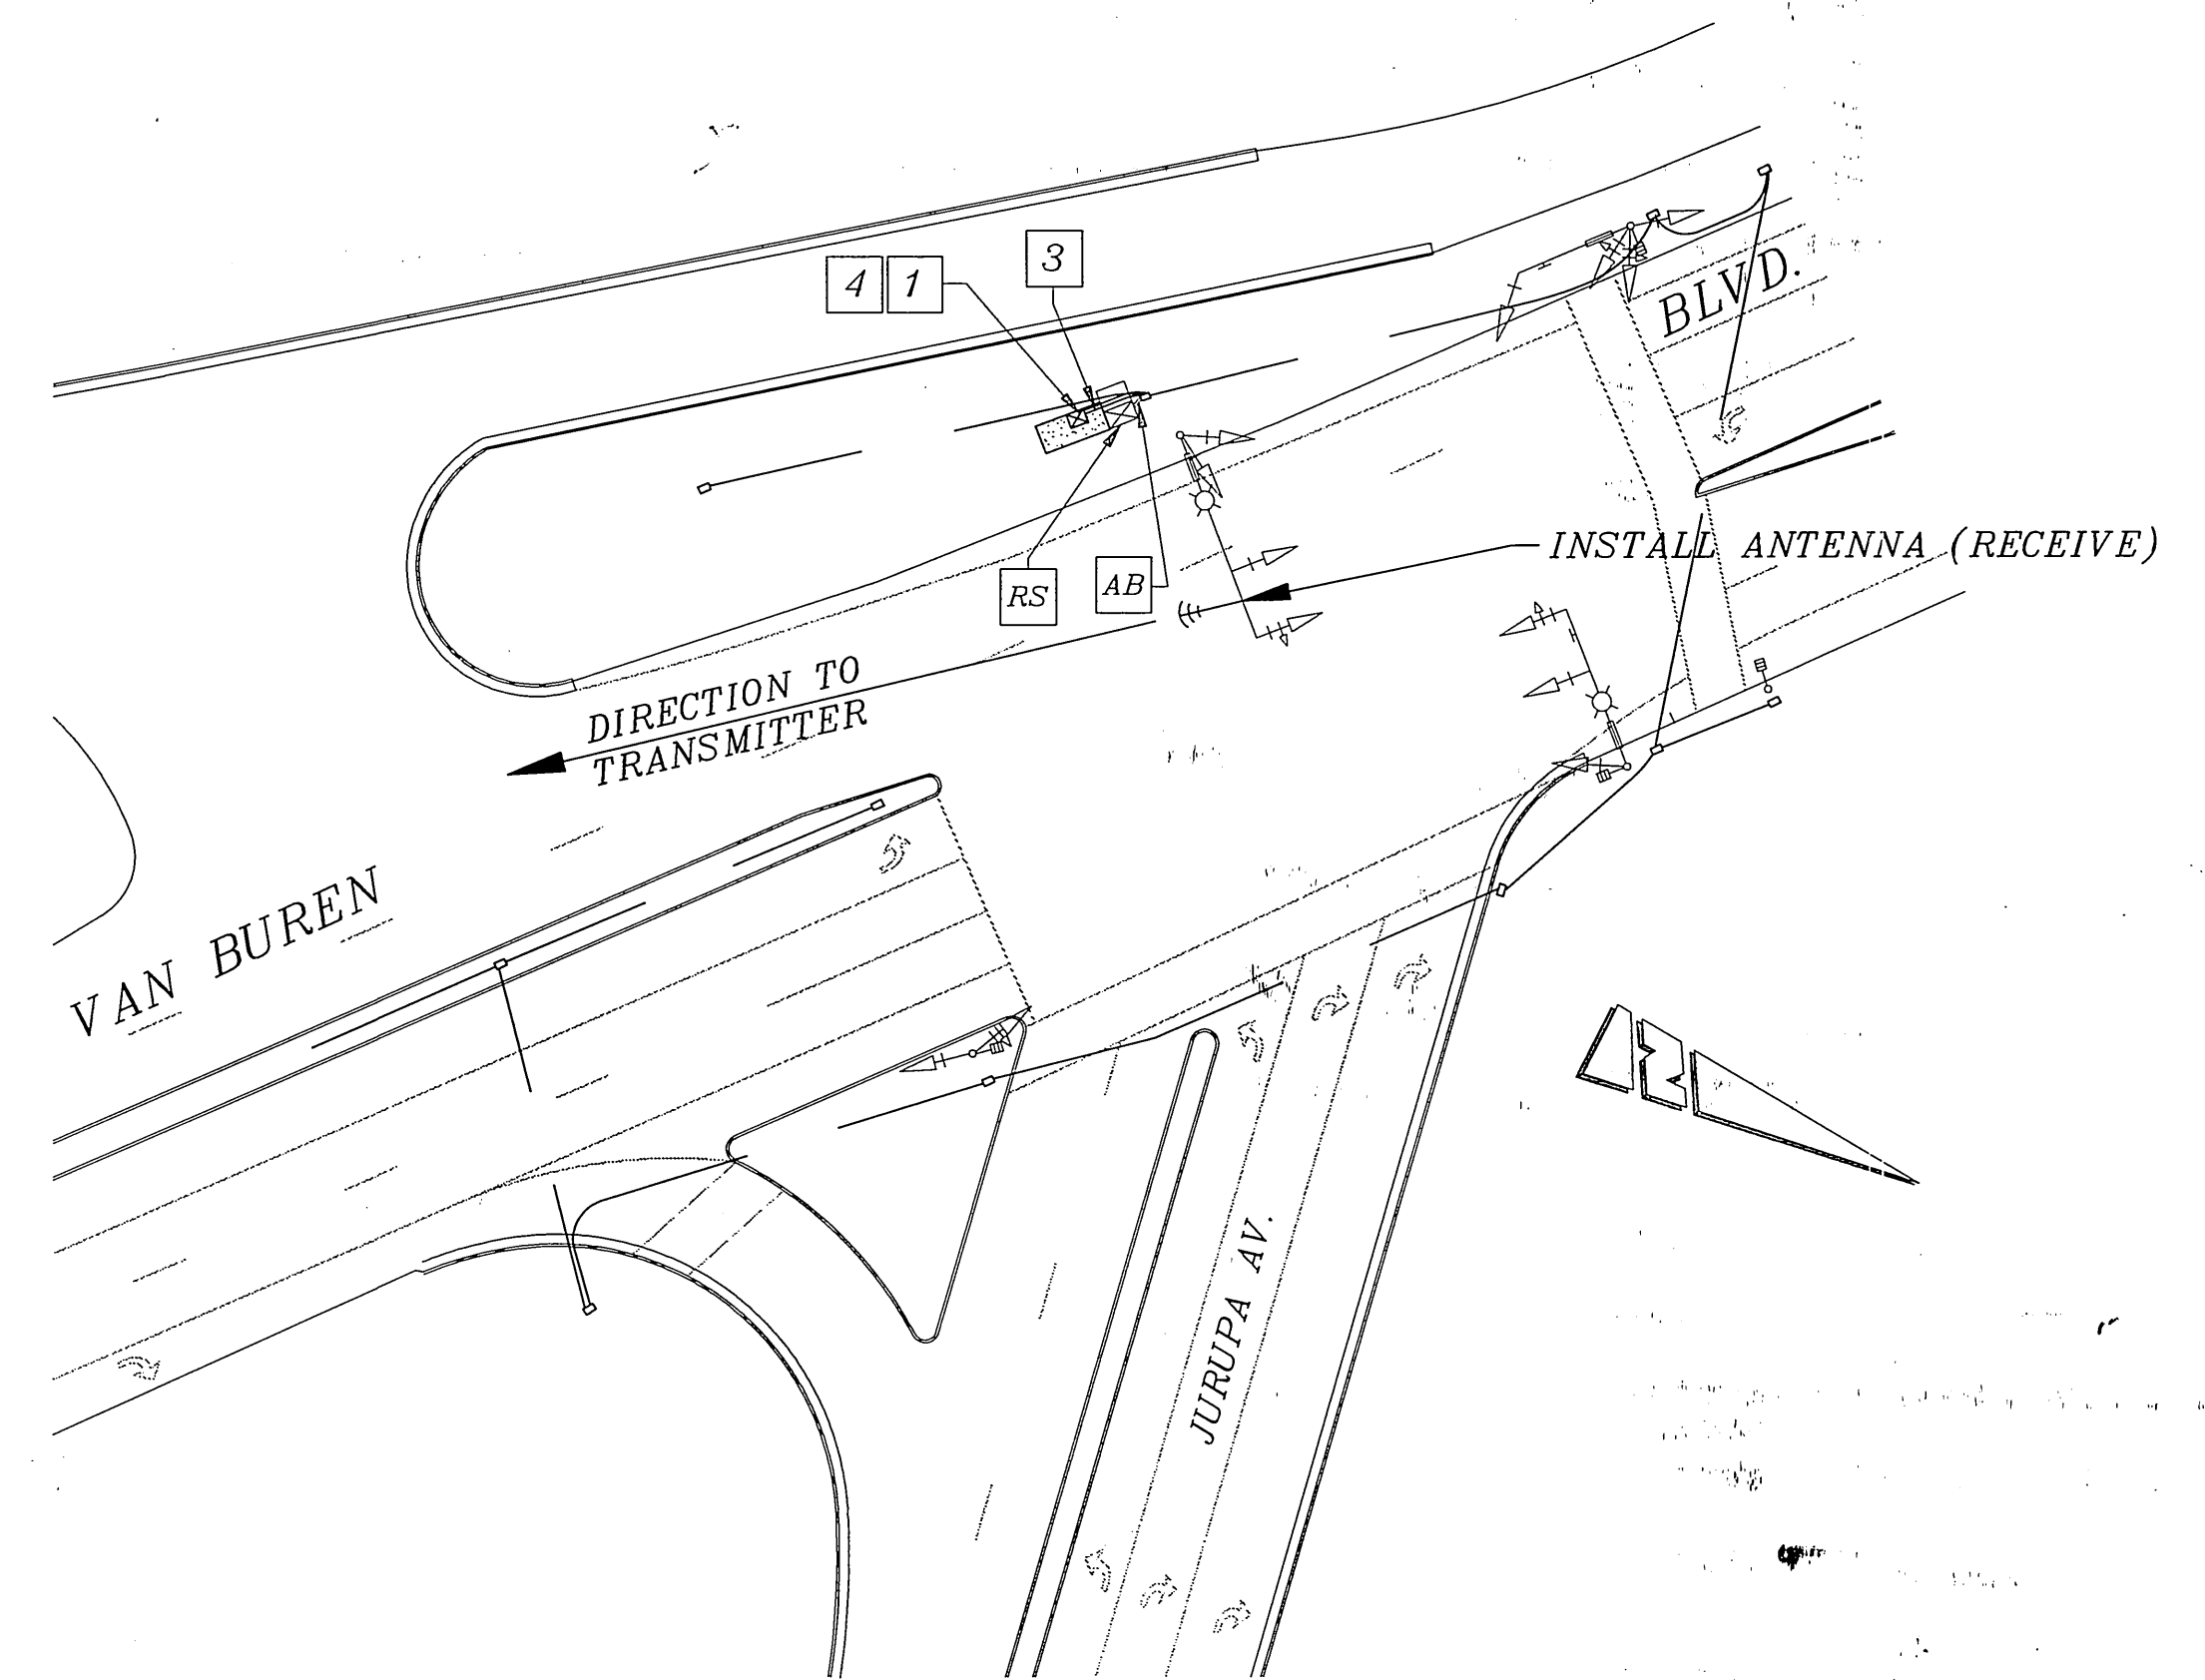 3
4 1
BLVD.
INSTALL ANTENNA (RECEIVE)
RS
AB
DIRECTION TO
TRANSMITTER
VAN BUREN
N
JURUPA AV.